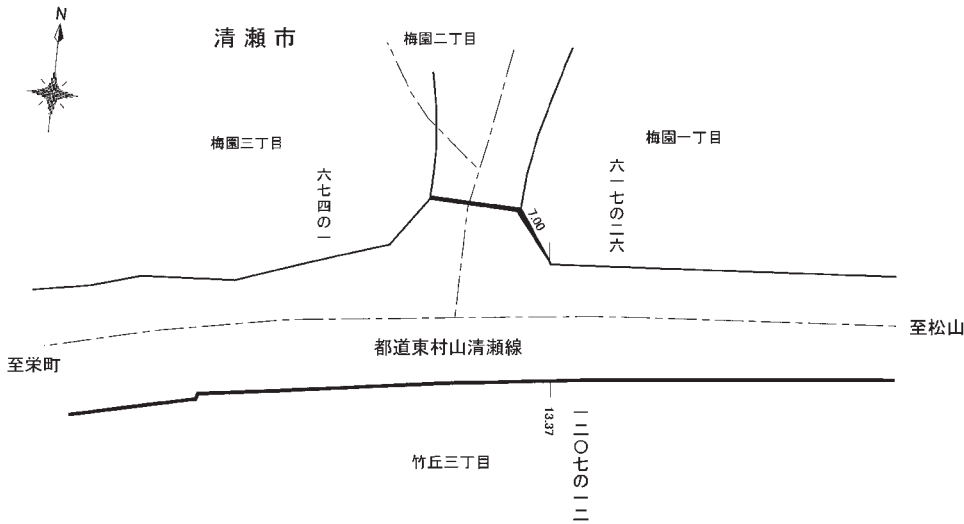 N
清瀬市
梅園二丁目
梅園三丁目
梅園一丁目
六七四の一
六一七の二六
7.00
至松山
都道東村山清瀬線
至栄町
13.37
一二〇七の一二
竹丘三丁目